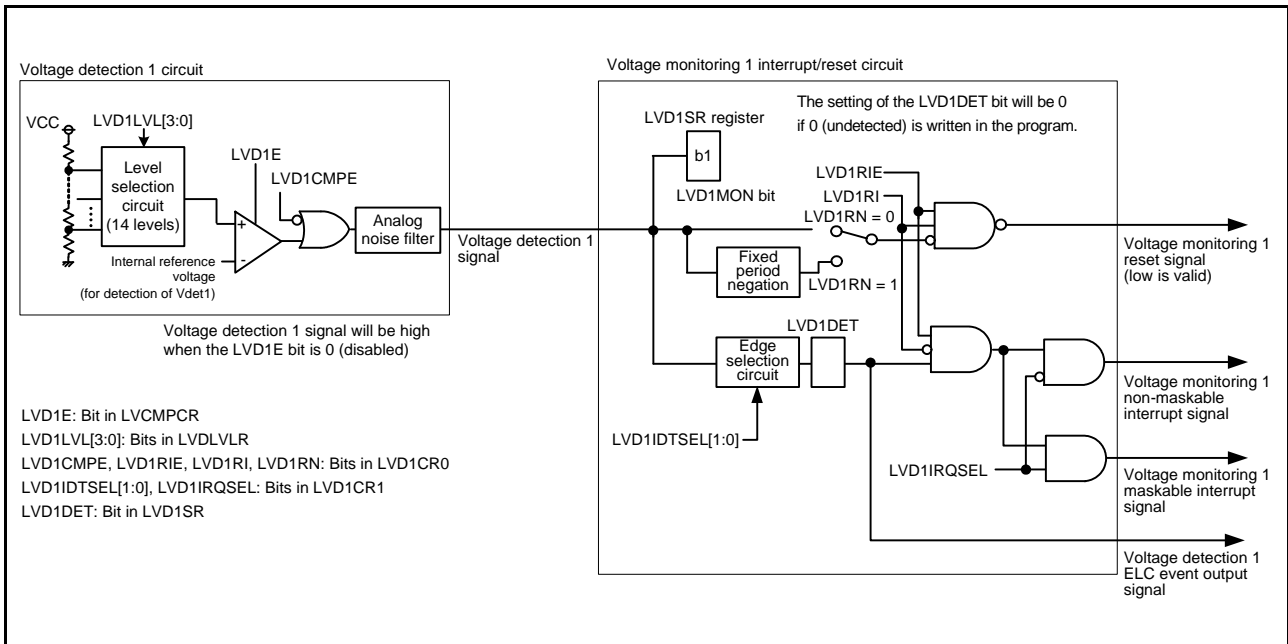 Voltage detection 1 circuit
VCC
LVD1LVL[3:0]
Level
selection
circuit
(14 levels)
LVD1E
LVD1CMPE
+
-
Internal reference
voltage
(for detection of Vdet1)
Analog
noise filter
Voltage detection 1
signal
Voltage detection 1 signal will be high
when the LVD1E bit is 0 (disabled)
Voltage monitoring 1 interrupt/reset circuit
The setting of the LVD1DET bit will be 0
if 0 (undetected) is written in the program.
LVD1SR register
b1
LVD1MON bit
LVD1RIE
LVD1RI
LVD1RN = 0
Fixed
period
negation
LVD1RN = 1
LVD1DET
Edge
selection
circuit
LVD1IDTSEL[1:0]
LVD1IRQSEL
Voltage monitoring 1
reset signal
(low is valid)
Voltage monitoring 1
non-maskable
interrupt signal
Voltage monitoring 1
maskable interrupt
signal
Voltage detection 1
ELC event output
signal
LVD1E: Bit in LVCMPCR
LVD1LVL[3:0]: Bits in LVDLVLR
LVD1CMPE, LVD1RIE, LVD1RI, LVD1RN: Bits in LVD1CR0
LVD1IDTSEL[1:0], LVD1IRQSEL: Bits in LVD1CR1
LVD1DET: Bit in LVD1SR